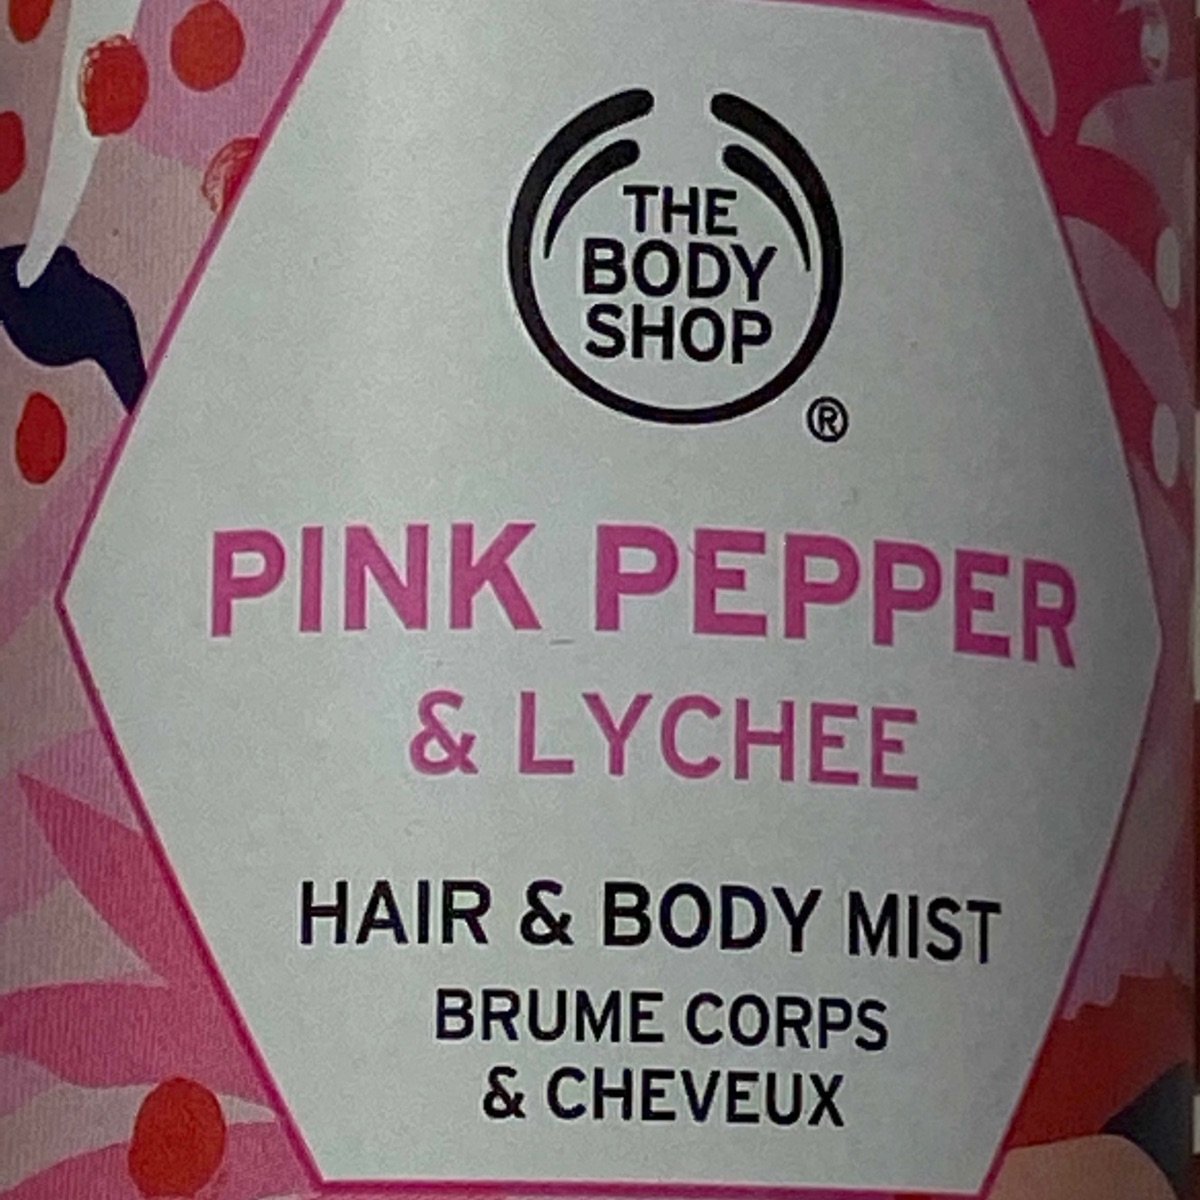 THE
BODY
SHOP
®
PINK PEPPER
& LYCHEE
HAIR & BODY MIST
BRUME CORPS
& CHEVEUX